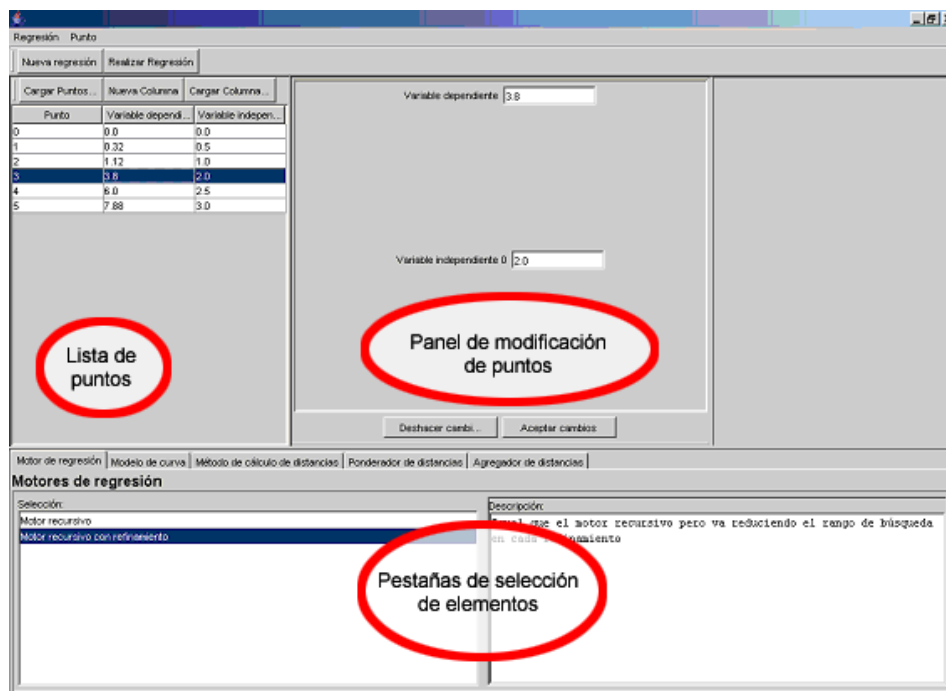 Regresión Punto
Nueva regresión Realizar Regresión
Cargar Puntos... Nueva Columna Cargar Columna...
Punto Variable dependi... Variable indepen...
0 0.0 0.0
1 0.32 0.5
2 1.12 1.0
3 3.8 2.0
4 6.0 2.5
5 7.88 3.0
Lista de
puntos
Variable dependiente 3.8
Variable independiente 0 2.0
Panel de modificación
de puntos
Deshacer cambi... Aceptar cambios
Motor de regresión Modelo de curva Método de cálculo de distancias Ponderador de distancias Agregador de distancias
Motores de regresión
Selección:
Motor recursivo
Motor recursivo con refinamiento
Descripción:
Igual que el motor recursivo pero va reduciendo el rango de búsqueda
en cada refinamiento
Pestañas de selección
de elementos